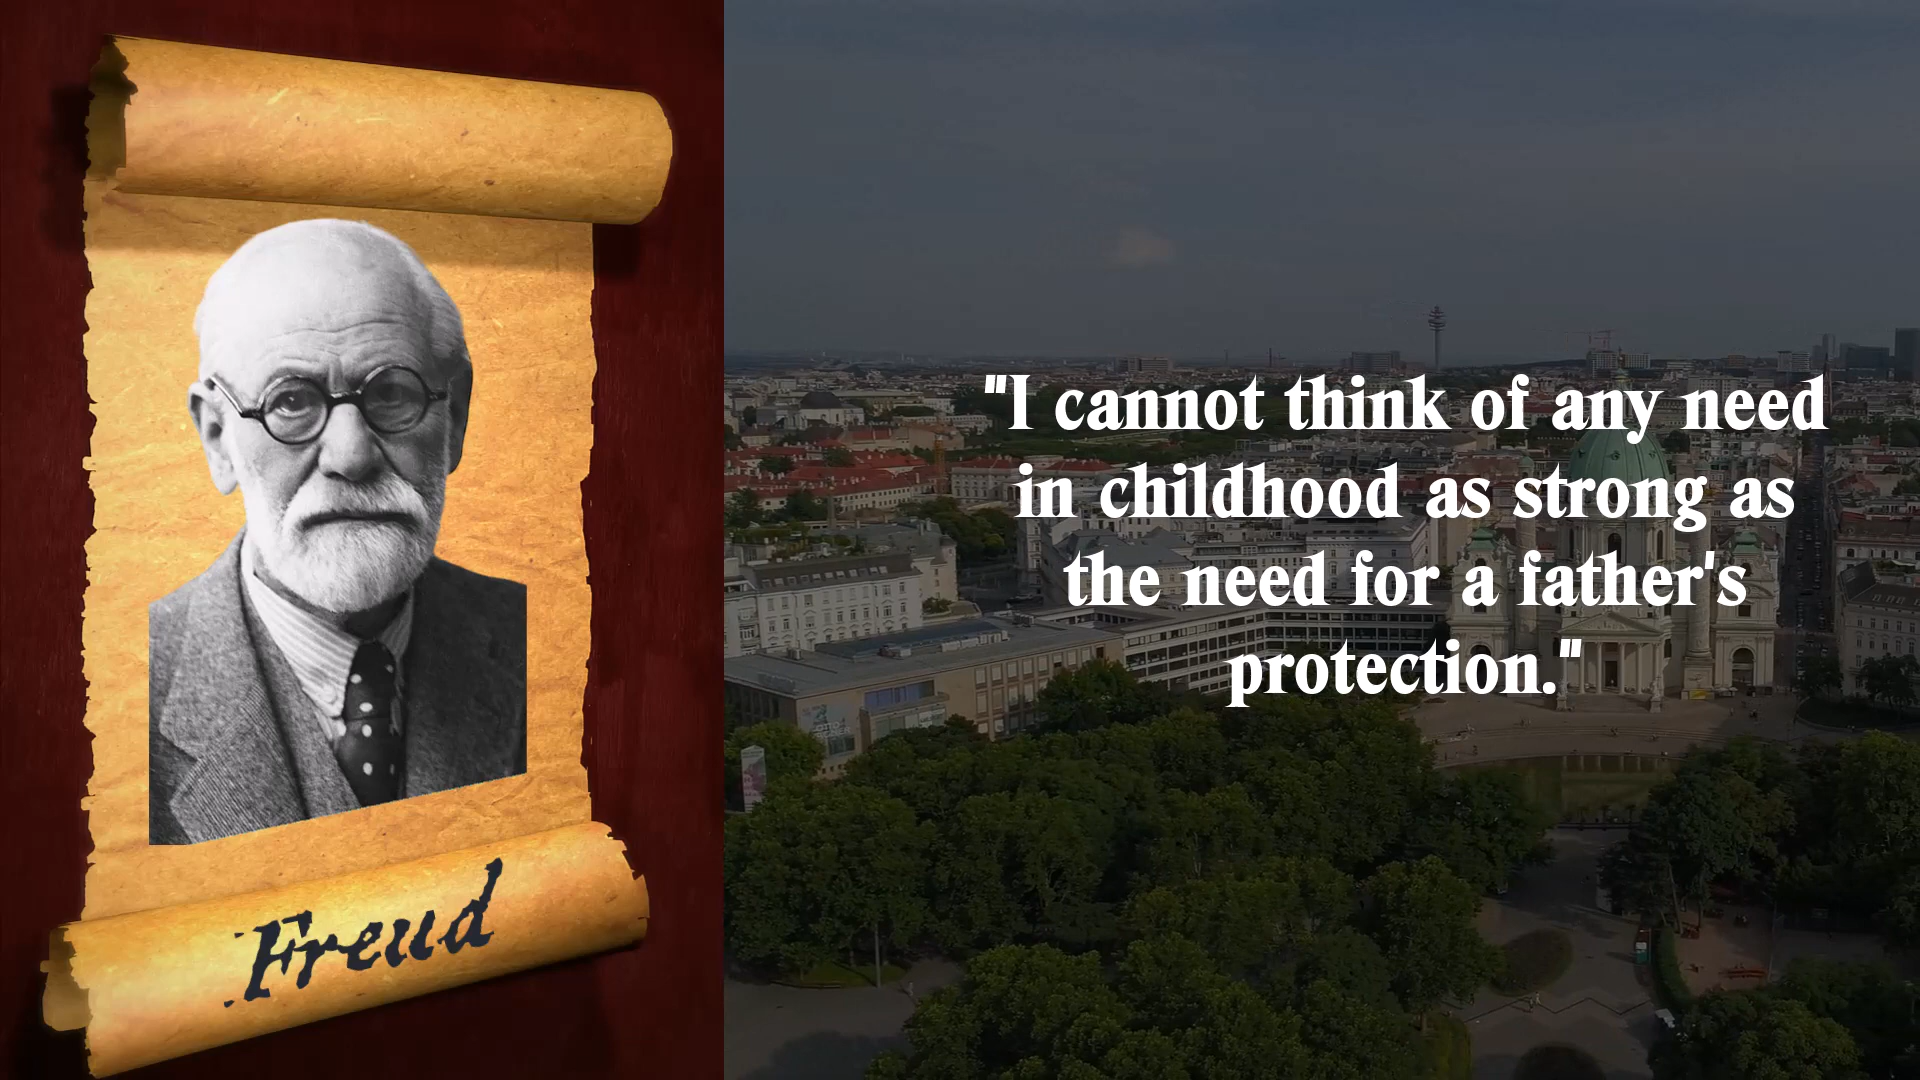 "I cannot think of any need
in childhood as strong as
the need for a father's
protection."
Freud